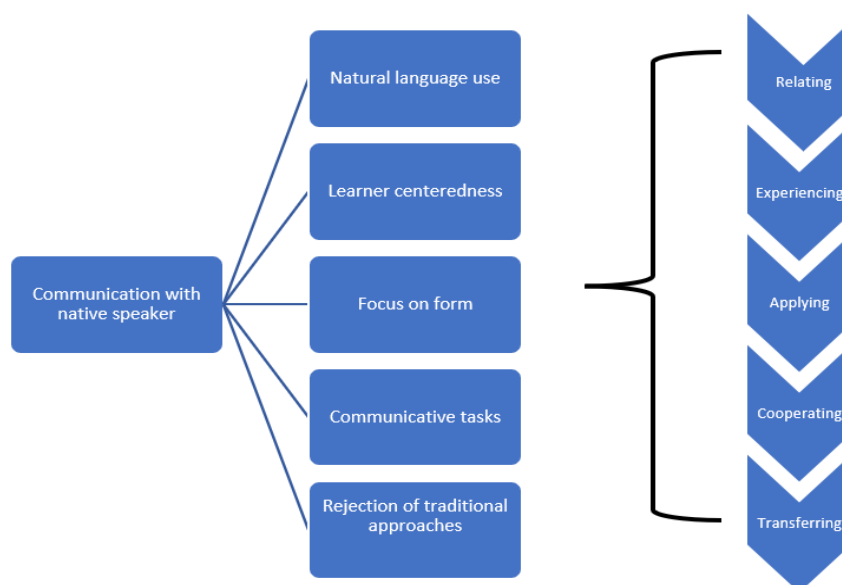 Natural language use
Learner centeredness
Communication with
native speaker
Focus on form
Communicative tasks
Rejection of traditional
approaches
Relating
Experiencing
Applying
Cooperating
Transferring